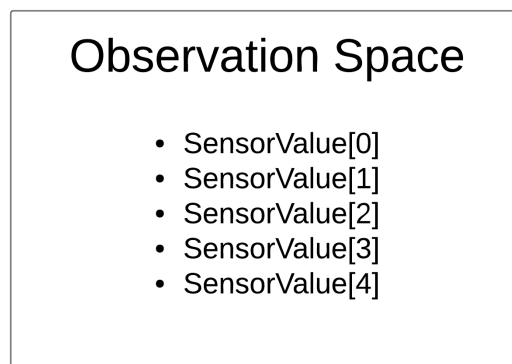 Observation Space
• SensorValue[0]
• SensorValue[1]
• SensorValue[2]
• SensorValue[3]
• SensorValue[4]